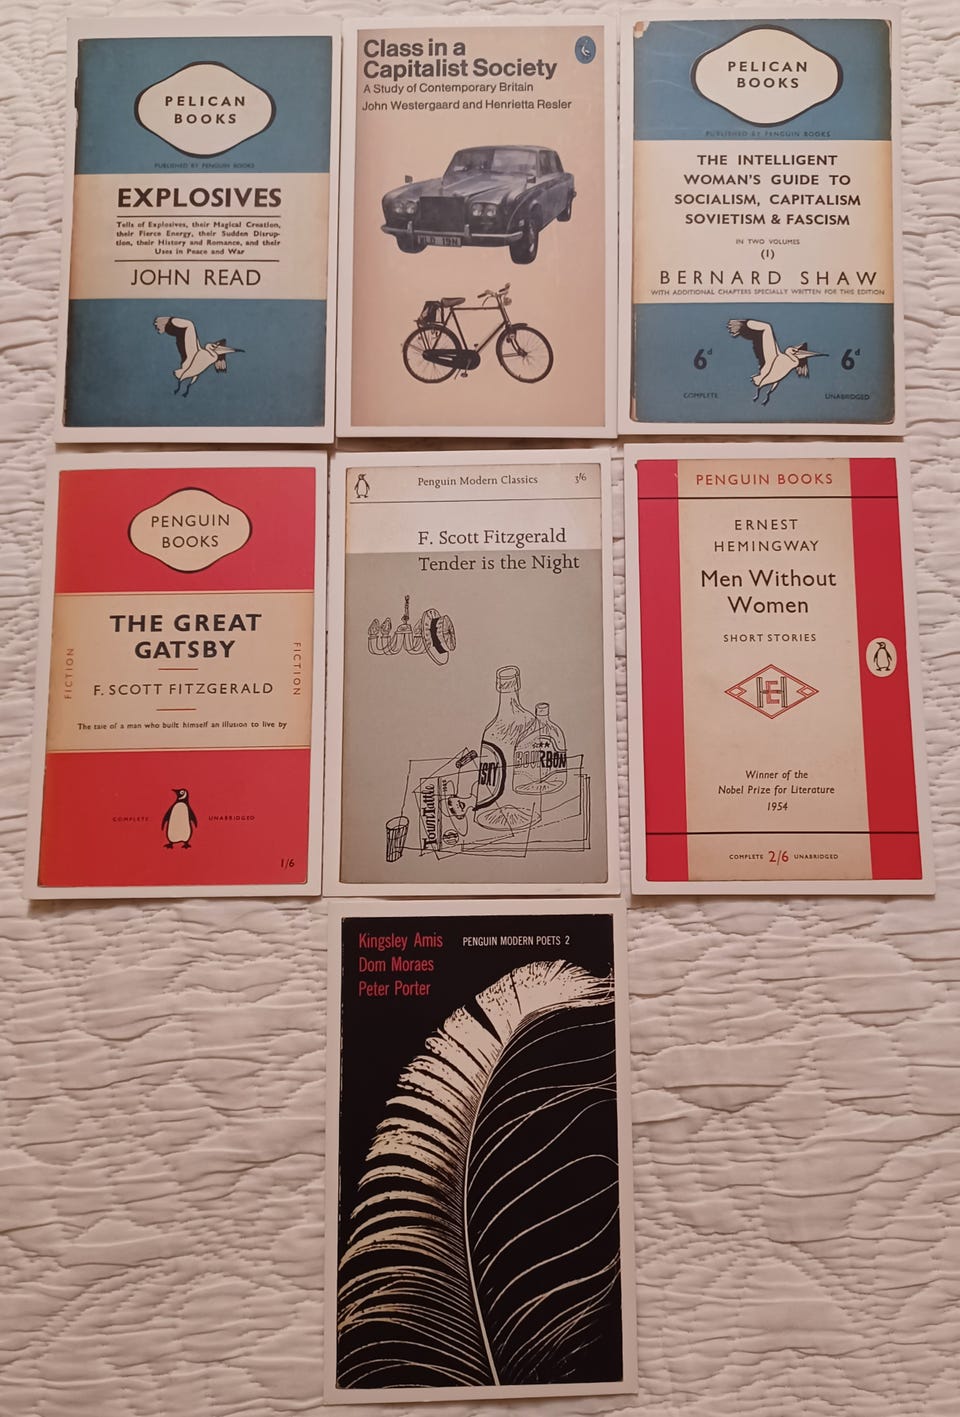 PELICAN
BOOKS
PUBLISHED BY PENGUIN BOOKS
EXPLOSIVES
Tells of Explosives, their Magical Creation,
their Fierce Energy, their Sudden Disrup-
tion, their History and Romance, and their
Uses in Peace and War
JOHN READ
Class in a
Capitalist Society
A Study of Contemporary Britain
John Westergaard and Henrietta Resler
PELICAN
BOOKS
PUBLISHED BY PENGUIN BOOKS
THE INTELLIGENT
WOMAN'S GUIDE TO
SOCIALISM, CAPITALISM
SOVIETISM & FASCISM
IN TWO VOLUMES
(1)
BERNARD SHAW
WITH ADDITIONAL CHAPTERS SPECIALLY WRITTEN FOR THIS EDITION
6d 6d
COMPLETE UNABRIDGED
PENGUIN
BOOKS
THE GREAT
GATSBY
FICTION
FICTION
F. SCOTT FITZGERALD
The tale of a man who built himself an illusion to live by
COMPLETE UNABRIDGED
1/6
Penguin Modern Classics 3/6
F. Scott Fitzgerald
Tender is the Night
SKY
BOURBON
Town Tattle
PENGUIN BOOKS
ERNEST
HEMINGWAY
Men Without
Women
SHORT STORIES
EH
Winner of the
Nobel Prize for Literature
1954
COMPLETE 2/6 UNABRIDGED
Kingsley Amis PENGUIN MODERN POETS 2
Dom Moraes
Peter Porter